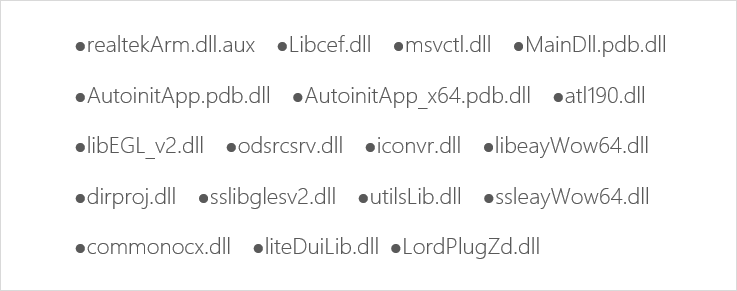 ●realtekArm.dll.aux ●Libcef.dll ●msvctl.dll ●MainDll.pdb.dll
●AutoinitApp.pdb.dll ●AutoinitApp_x64.pdb.dll ●atl190.dll
●libEGL_v2.dll ●odsrcsrv.dll ●iconvr.dll ●libeayWow64.dll
●dirproj.dll ●sslibglesv2.dll ●utilsLib.dll ●ssleayWow64.dll
●commonocx.dll ●liteDuiLib.dll ●LordPlugZd.dll